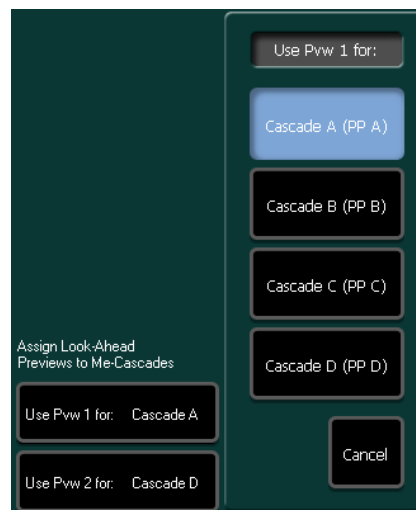 Use Pvw 1 for:
Cascade A (PP A)
Cascade B (PP B)
Cascade C (PP C)
Cascade D (PP D)
Cancel
Assign Look-Ahead
Previews to Me-Cascades
Use Pvw 1 for: Cascade A
Use Pvw 2 for: Cascade D